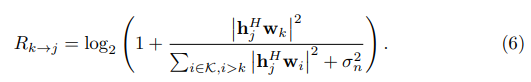 R_{k→j} = log_2 ( 1 + |h_j^H w_k|^2 / ( ∑_{i∈𝒦,i>k} |h_j^H w_i|^2 + σ_n^2 ) ) . (6)